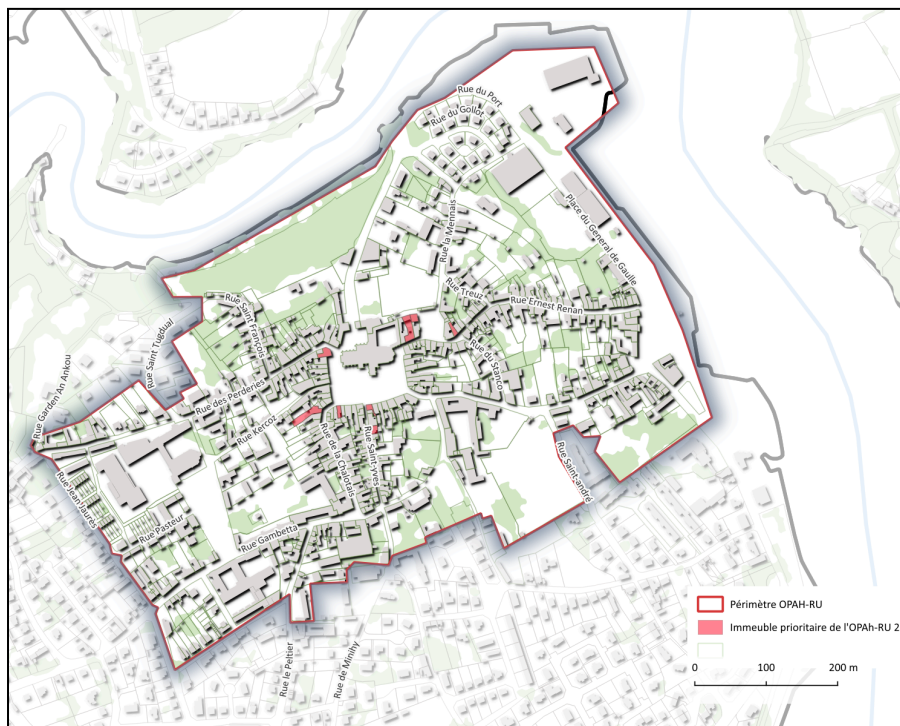 Rue du Port
Rue du Gollot
Rue la Mennais
Place du General de Gaulle
Rue Treuz
Rue Ernest Renan
Rue Saint François
Rue du Stanco
Rue Saint Tugdual
Rue Garden An Ankou
Rue des Perderies
Rue Kercoz
Rue de la Chalotais
Rue Saint-yves
Rue Saint-andré
Rue Jean Jaurès
Rue Pasteur
Rue Gambetta
Rue le Peltier
Rue de Minihy
Périmètre OPAH-RU
Immeuble prioritaire de l'OPAh-RU 2
0 100 200 m